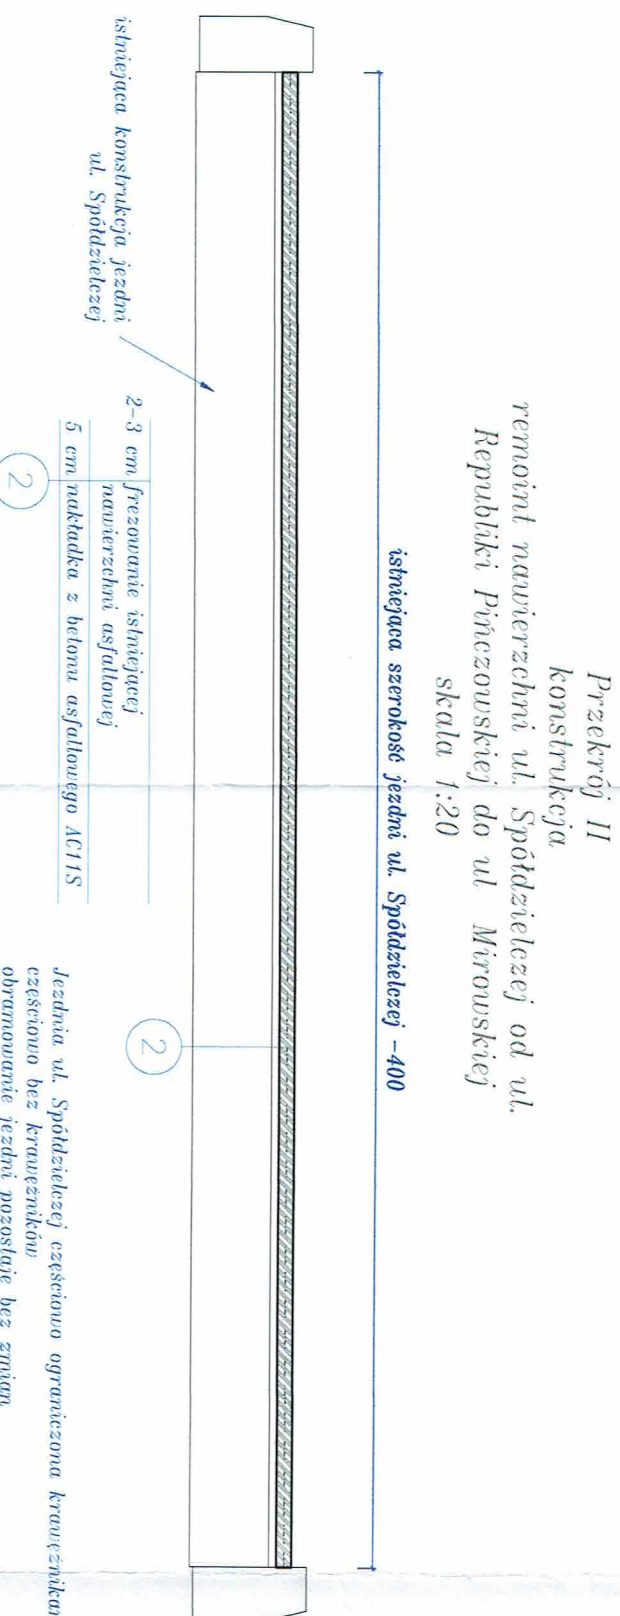 Przekrój II
konstrukcja
remoint nawierzchni ul. Spółdzielczej od ul.
Republiki Pińczowskiej do ul Mirowskiej
skala 1:20
istniejąca szerokość jezdni ul. Spółdzielczej -400
istniejąca konstrukcja jezdni
ul. Spółdzielczej
2-3 cm frezowanie istniejącej
nawierzchni asfaltowej
5 cm nakładka z betonu asfaltowego AC11S
2
2
Jezdnia ul. Spółdzielczej częściowo ograniczona
częściowo bez krawężników
obramowanie jezdni pozostaje bez zmian